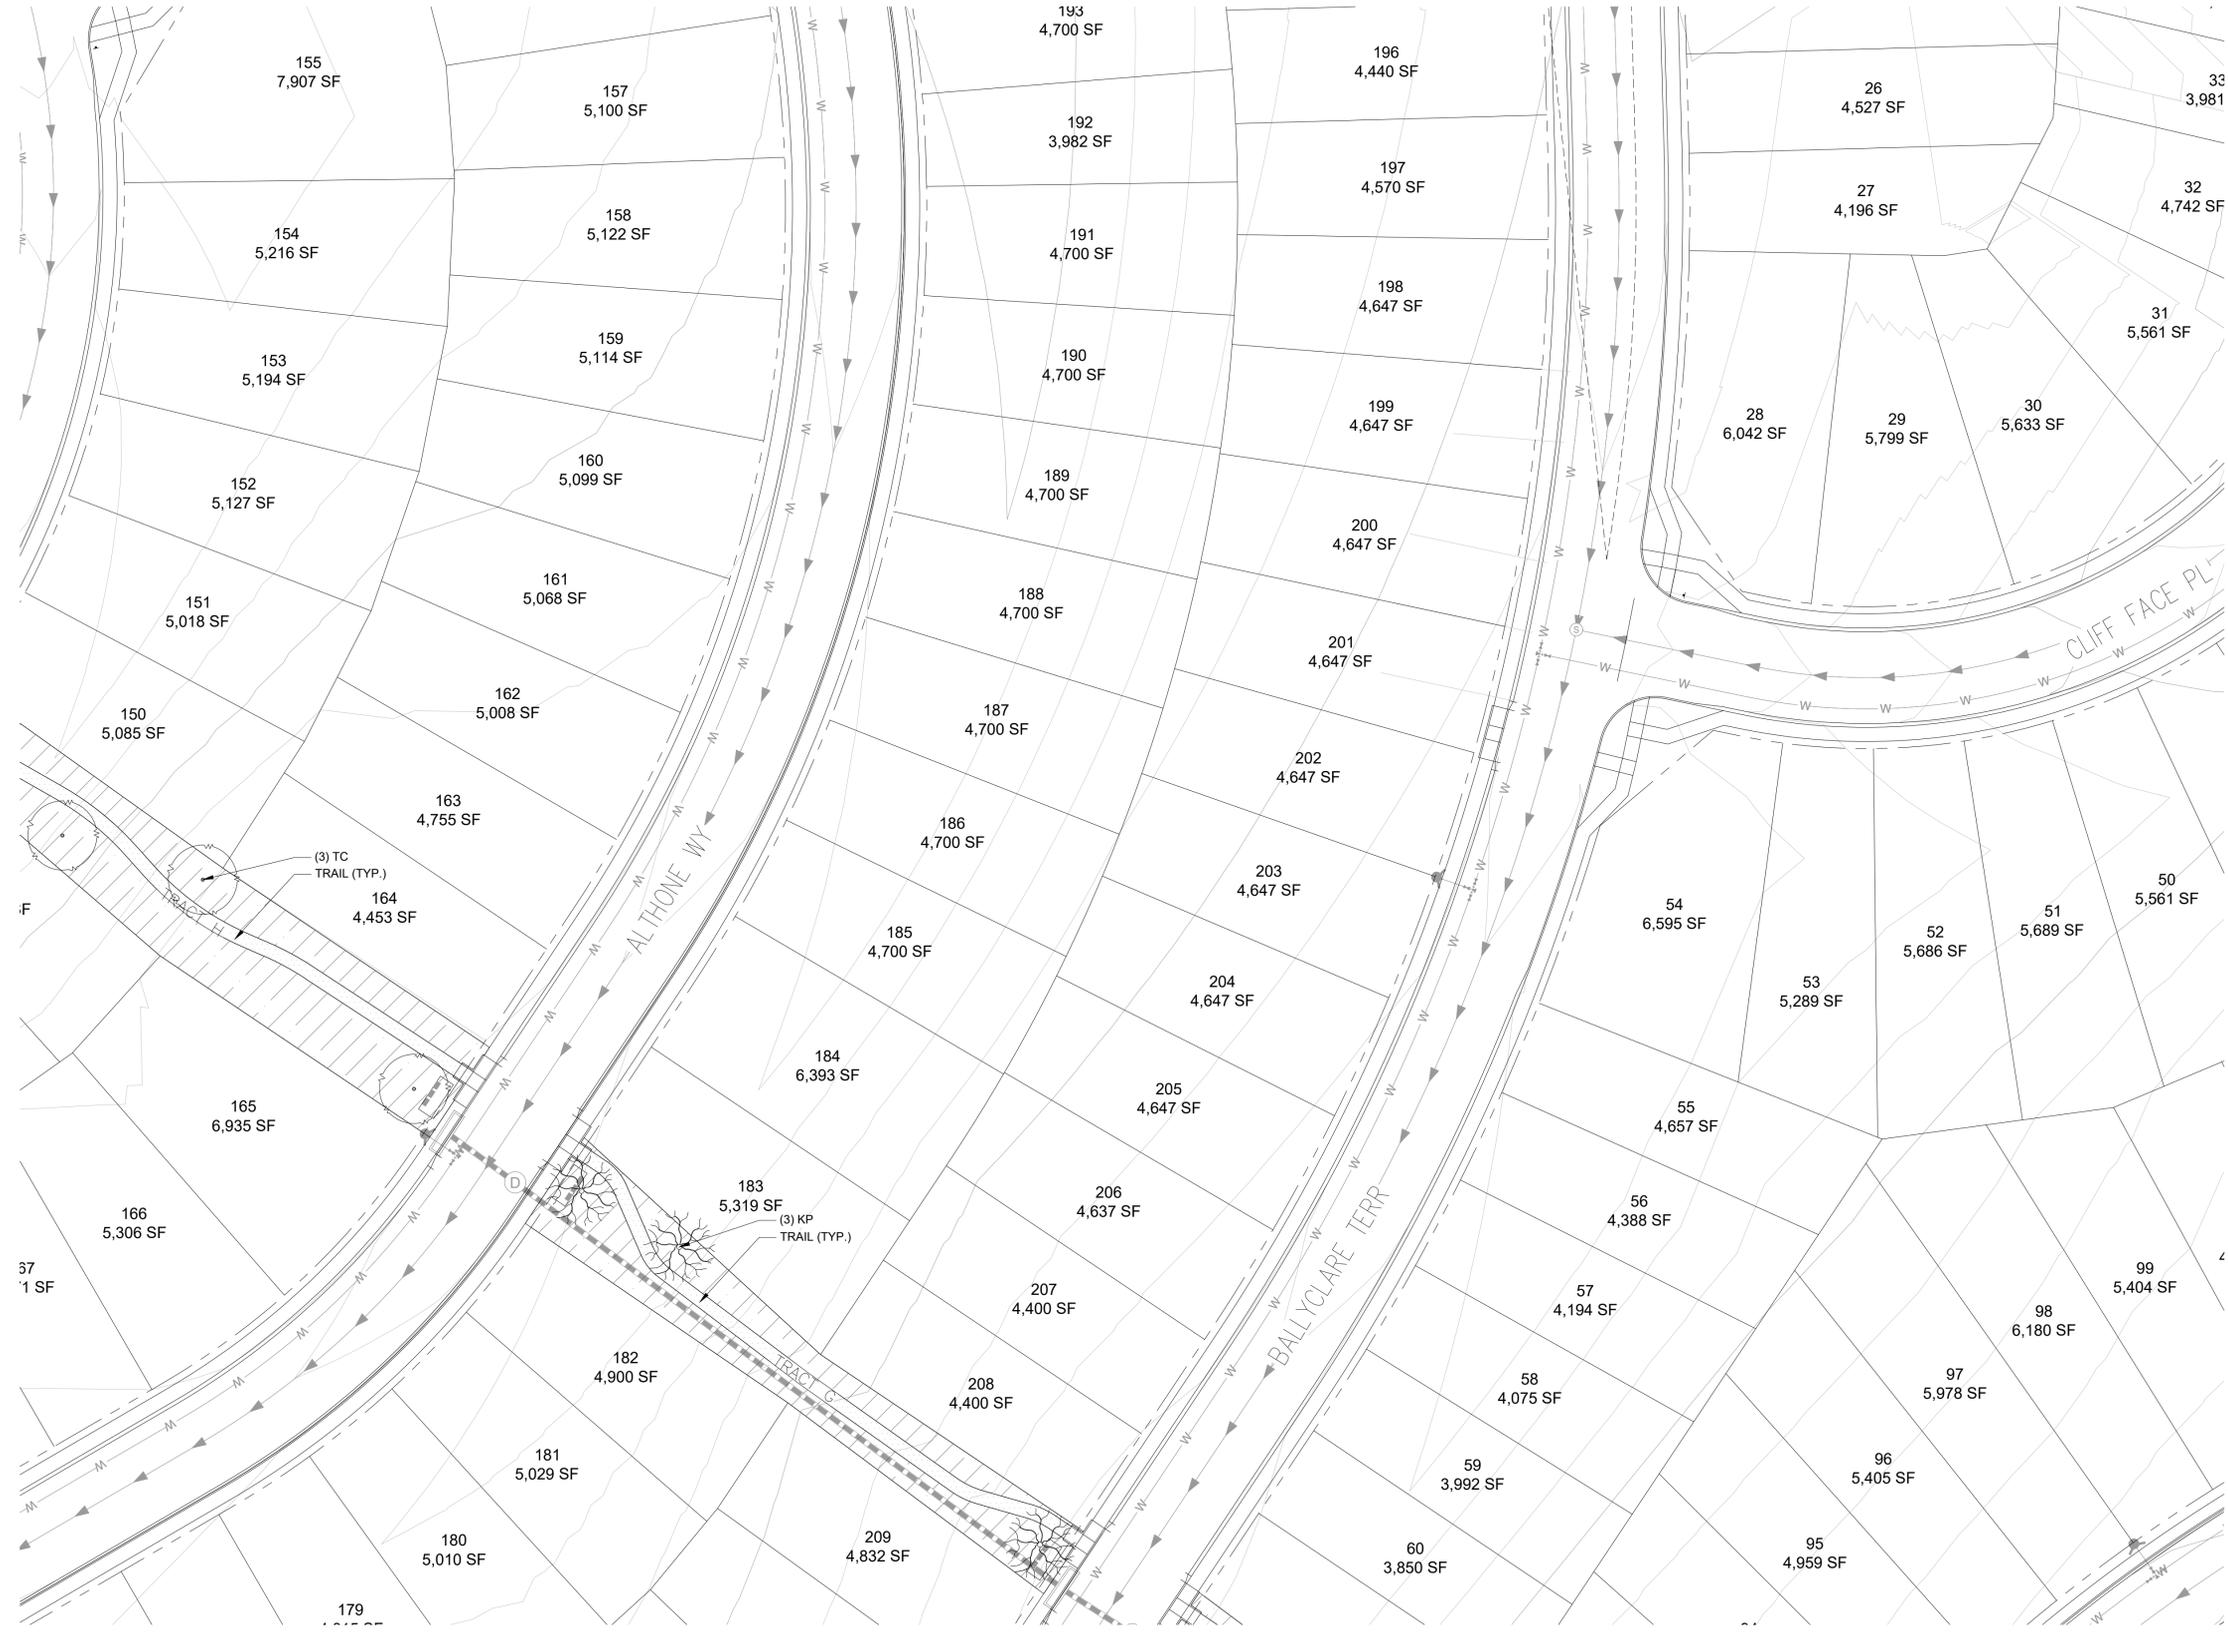 155
7,907 SF
154
5,216 SF
153
5,194 SF
152
5,127 SF
151
5,018 SF
150
5,085 SF
157
5,100 SF
158
5,122 SF
159
5,114 SF
160
5,099 SF
161
5,068 SF
162
5,008 SF
163
4,755 SF
164
4,453 SF
(3) TC
TRAIL (TYP.)
TRACT H
165
6,935 SF
166
5,306 SF
67
1 SF
ALTHONE WY
193
4,700 SF
192
3,982 SF
191
4,700 SF
190
4,700 SF
189
4,700 SF
188
4,700 SF
187
4,700 SF
186
4,700 SF
185
4,700 SF
184
6,393 SF
183
5,319 SF
(3) KP
TRAIL (TYP.)
TRACT G
D
182
4,900 SF
181
5,029 SF
180
5,010 SF
179
209
4,832 SF
196
4,440 SF
197
4,570 SF
198
4,647 SF
199
4,647 SF
200
4,647 SF
201
4,647 SF
202
4,647 SF
203
4,647 SF
204
4,647 SF
205
4,647 SF
206
4,637 SF
207
4,400 SF
208
4,400 SF
BALLYCLARE TERR
S
CLIFF FACE PL
26
4,527 SF
27
4,196 SF
28
6,042 SF
29
5,799 SF
30
5,633 SF
31
5,561 SF
32
4,742 SF
33
3,981
50
5,561 SF
51
5,689 SF
52
5,686 SF
53
5,289 SF
54
6,595 SF
55
4,657 SF
56
4,388 SF
57
4,194 SF
58
4,075 SF
59
3,992 SF
60
3,850 SF
99
5,404 SF
98
6,180 SF
97
5,978 SF
96
5,405 SF
95
4,959 SF